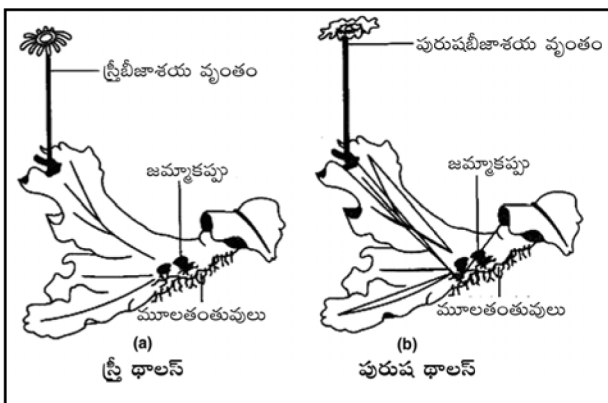 స్త్రీబీజాశయ వృంతం
జమ్మాకప్పు
మూలతంతువులు
(a)
స్త్రీ థాలస్
పురుషబీజాశయ వృంతం
జమ్మాకప్పు
మూలతంతువులు
(b)
పురుష థాలస్